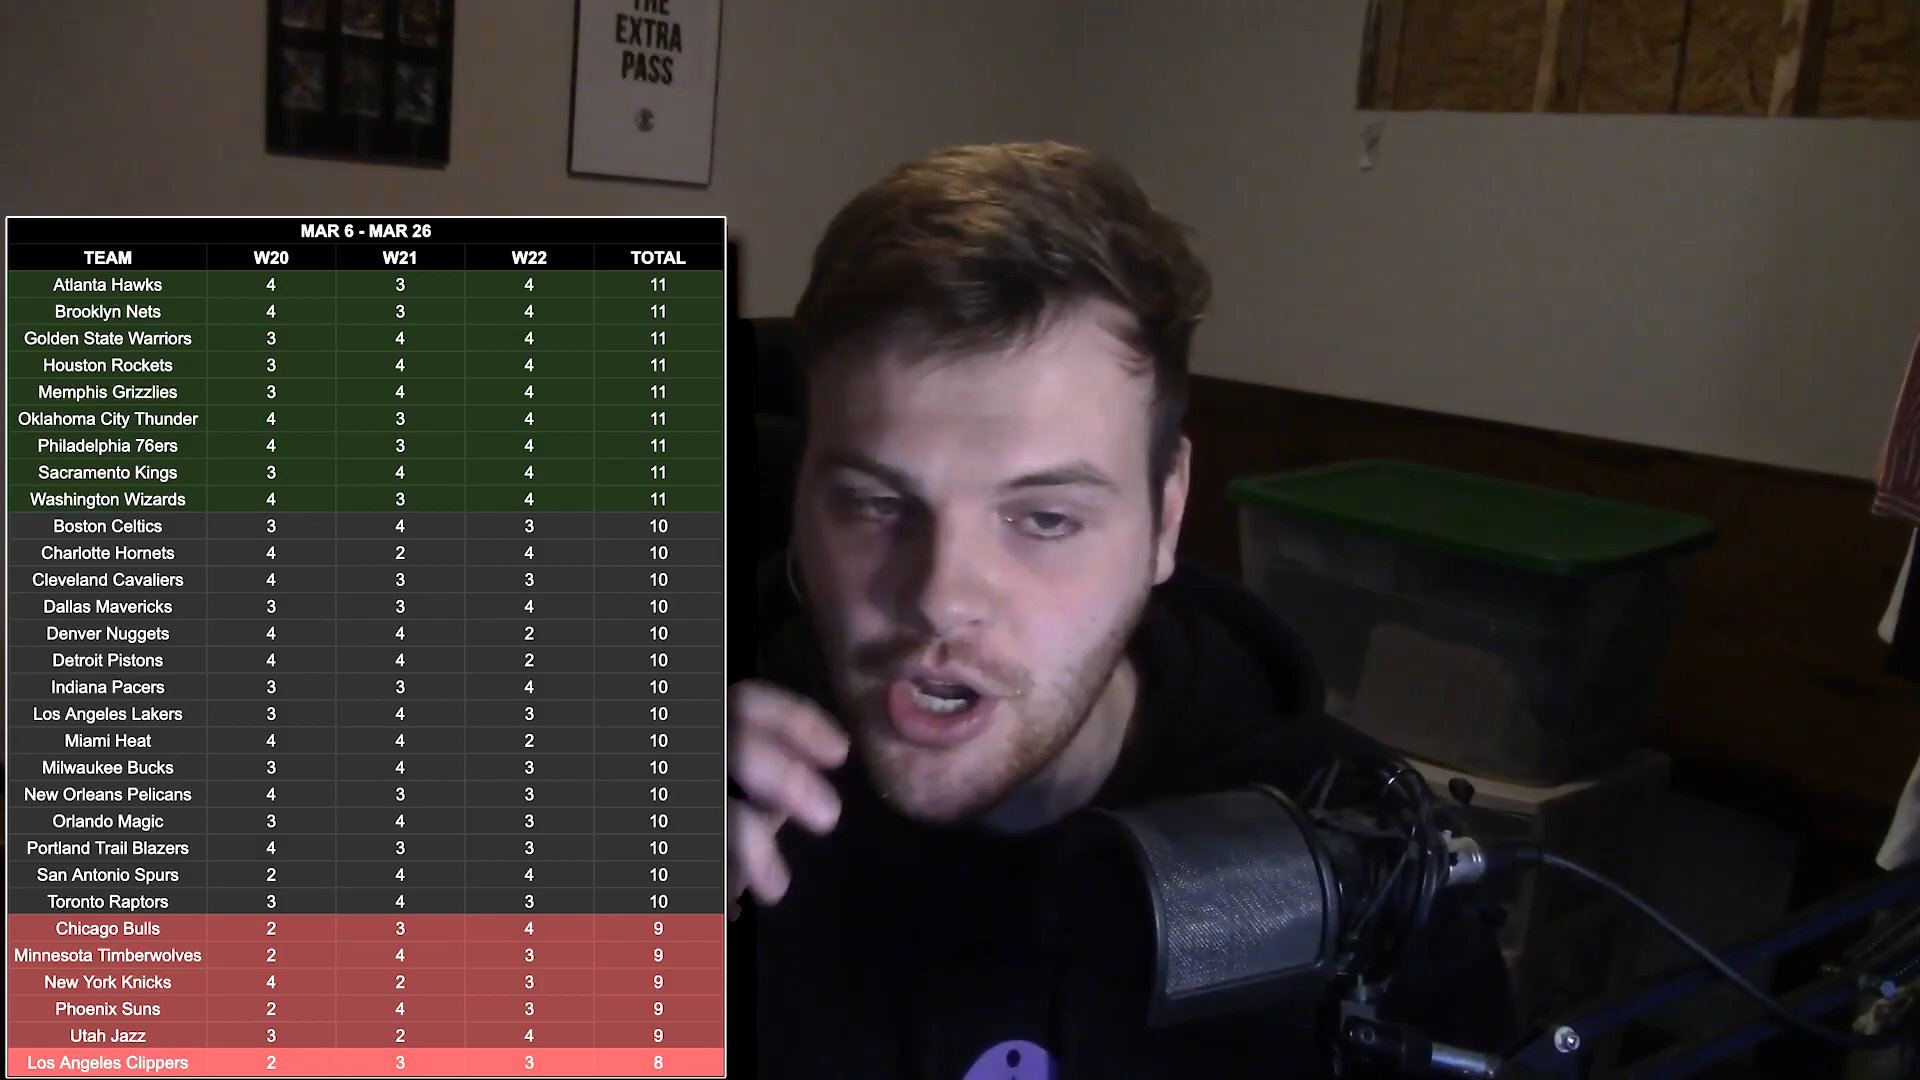 THE
EXTRA
PASS
MAR 6 - MAR 26
TEAM W20 W21 W22 TOTAL
Atlanta Hawks 4 3 4 11
Brooklyn Nets 4 3 4 11
Golden State Warriors 3 4 4 11
Houston Rockets 3 4 4 11
Memphis Grizzlies 3 4 4 11
Oklahoma City Thunder 4 3 4 11
Philadelphia 76ers 4 3 4 11
Sacramento Kings 3 4 4 11
Washington Wizards 4 3 4 11
Boston Celtics 3 4 3 10
Charlotte Hornets 4 2 4 10
Cleveland Cavaliers 4 3 3 10
Dallas Mavericks 3 3 4 10
Denver Nuggets 4 4 2 10
Detroit Pistons 4 4 2 10
Indiana Pacers 3 3 4 10
Los Angeles Lakers 3 4 3 10
Miami Heat 4 4 2 10
Milwaukee Bucks 3 4 3 10
New Orleans Pelicans 4 3 3 10
Orlando Magic 3 4 3 10
Portland Trail Blazers 4 3 3 10
San Antonio Spurs 2 4 4 10
Toronto Raptors 3 4 3 10
Chicago Bulls 2 3 4 9
Minnesota Timberwolves 2 4 3 9
New York Knicks 4 2 3 9
Phoenix Suns 2 4 3 9
Utah Jazz 3 2 4 9
Los Angeles Clippers 2 3 3 8